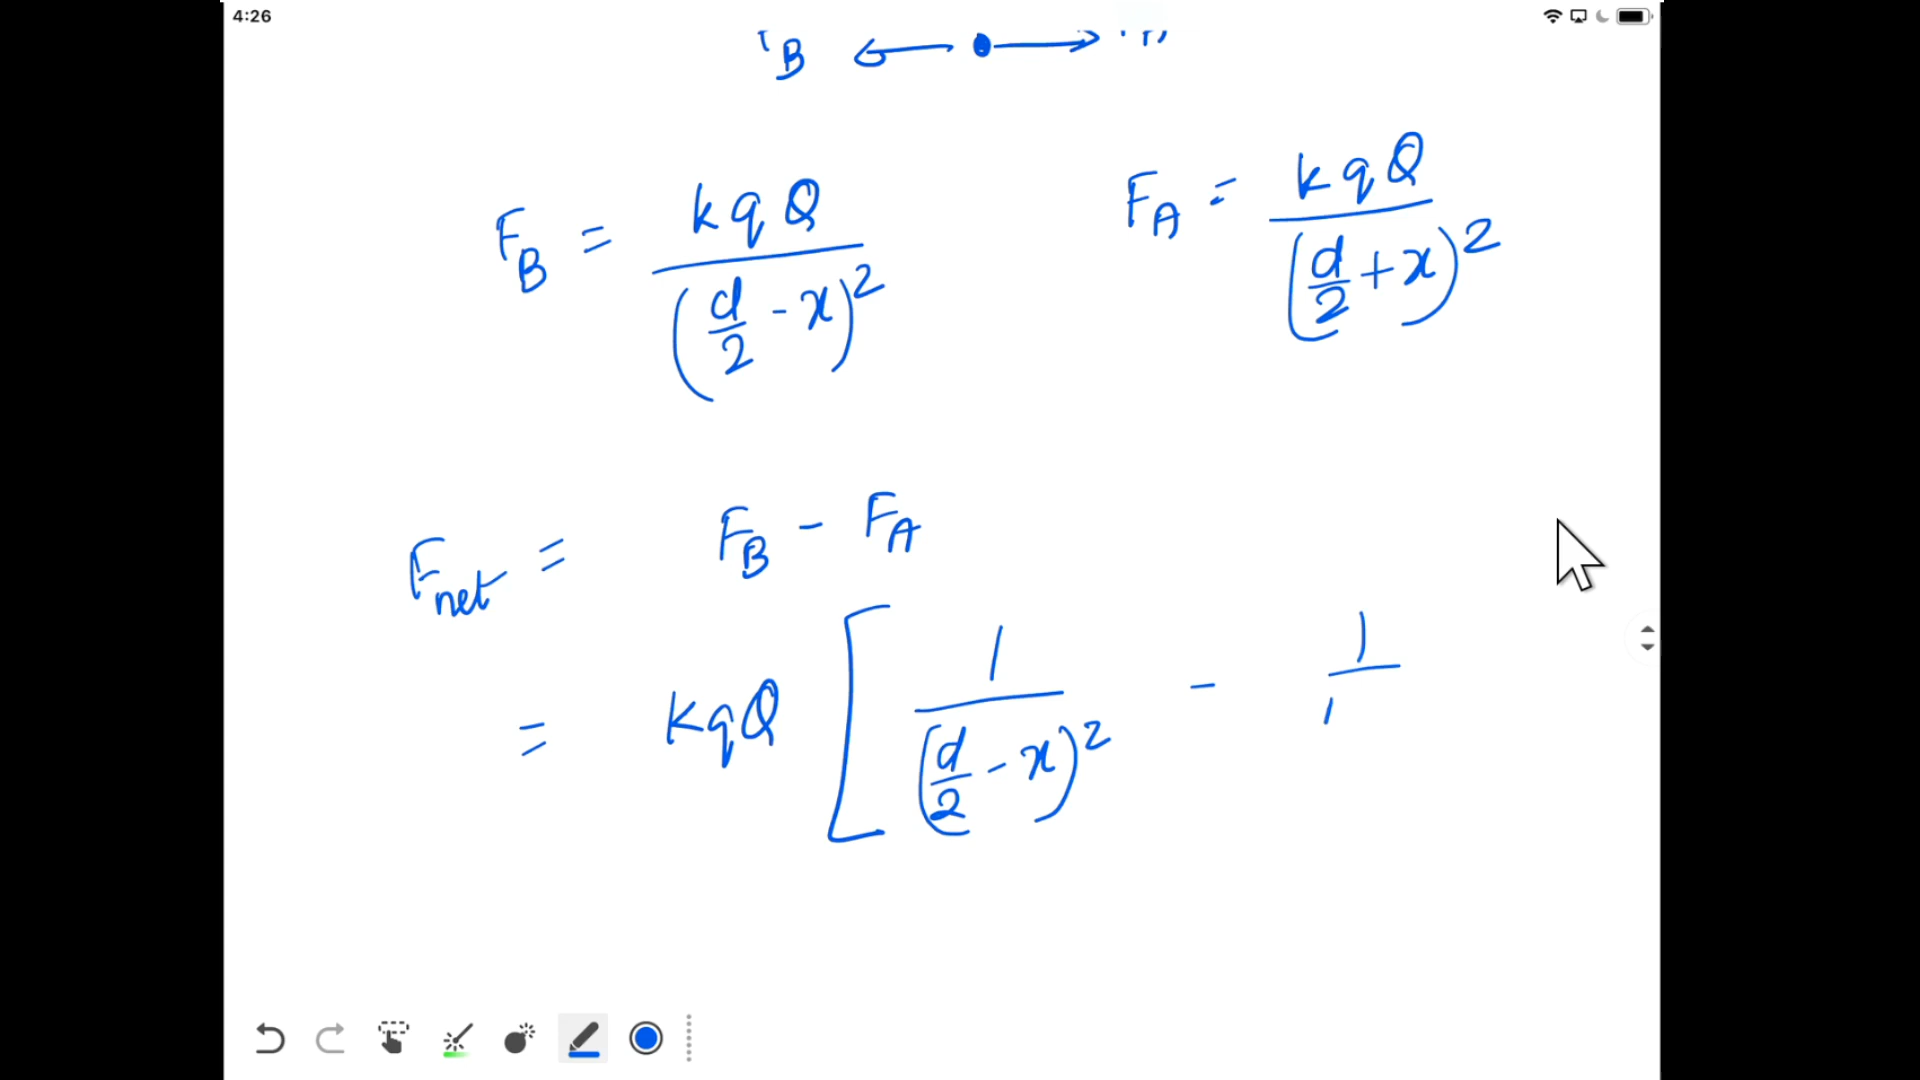 4:26
B
F_B = kqQ / (d/2 - x)^2
F_A = kqQ / (d/2 + x)^2
F_net = F_B - F_A
= kqQ [ 1 / (d/2 - x)^2 - 1 / (